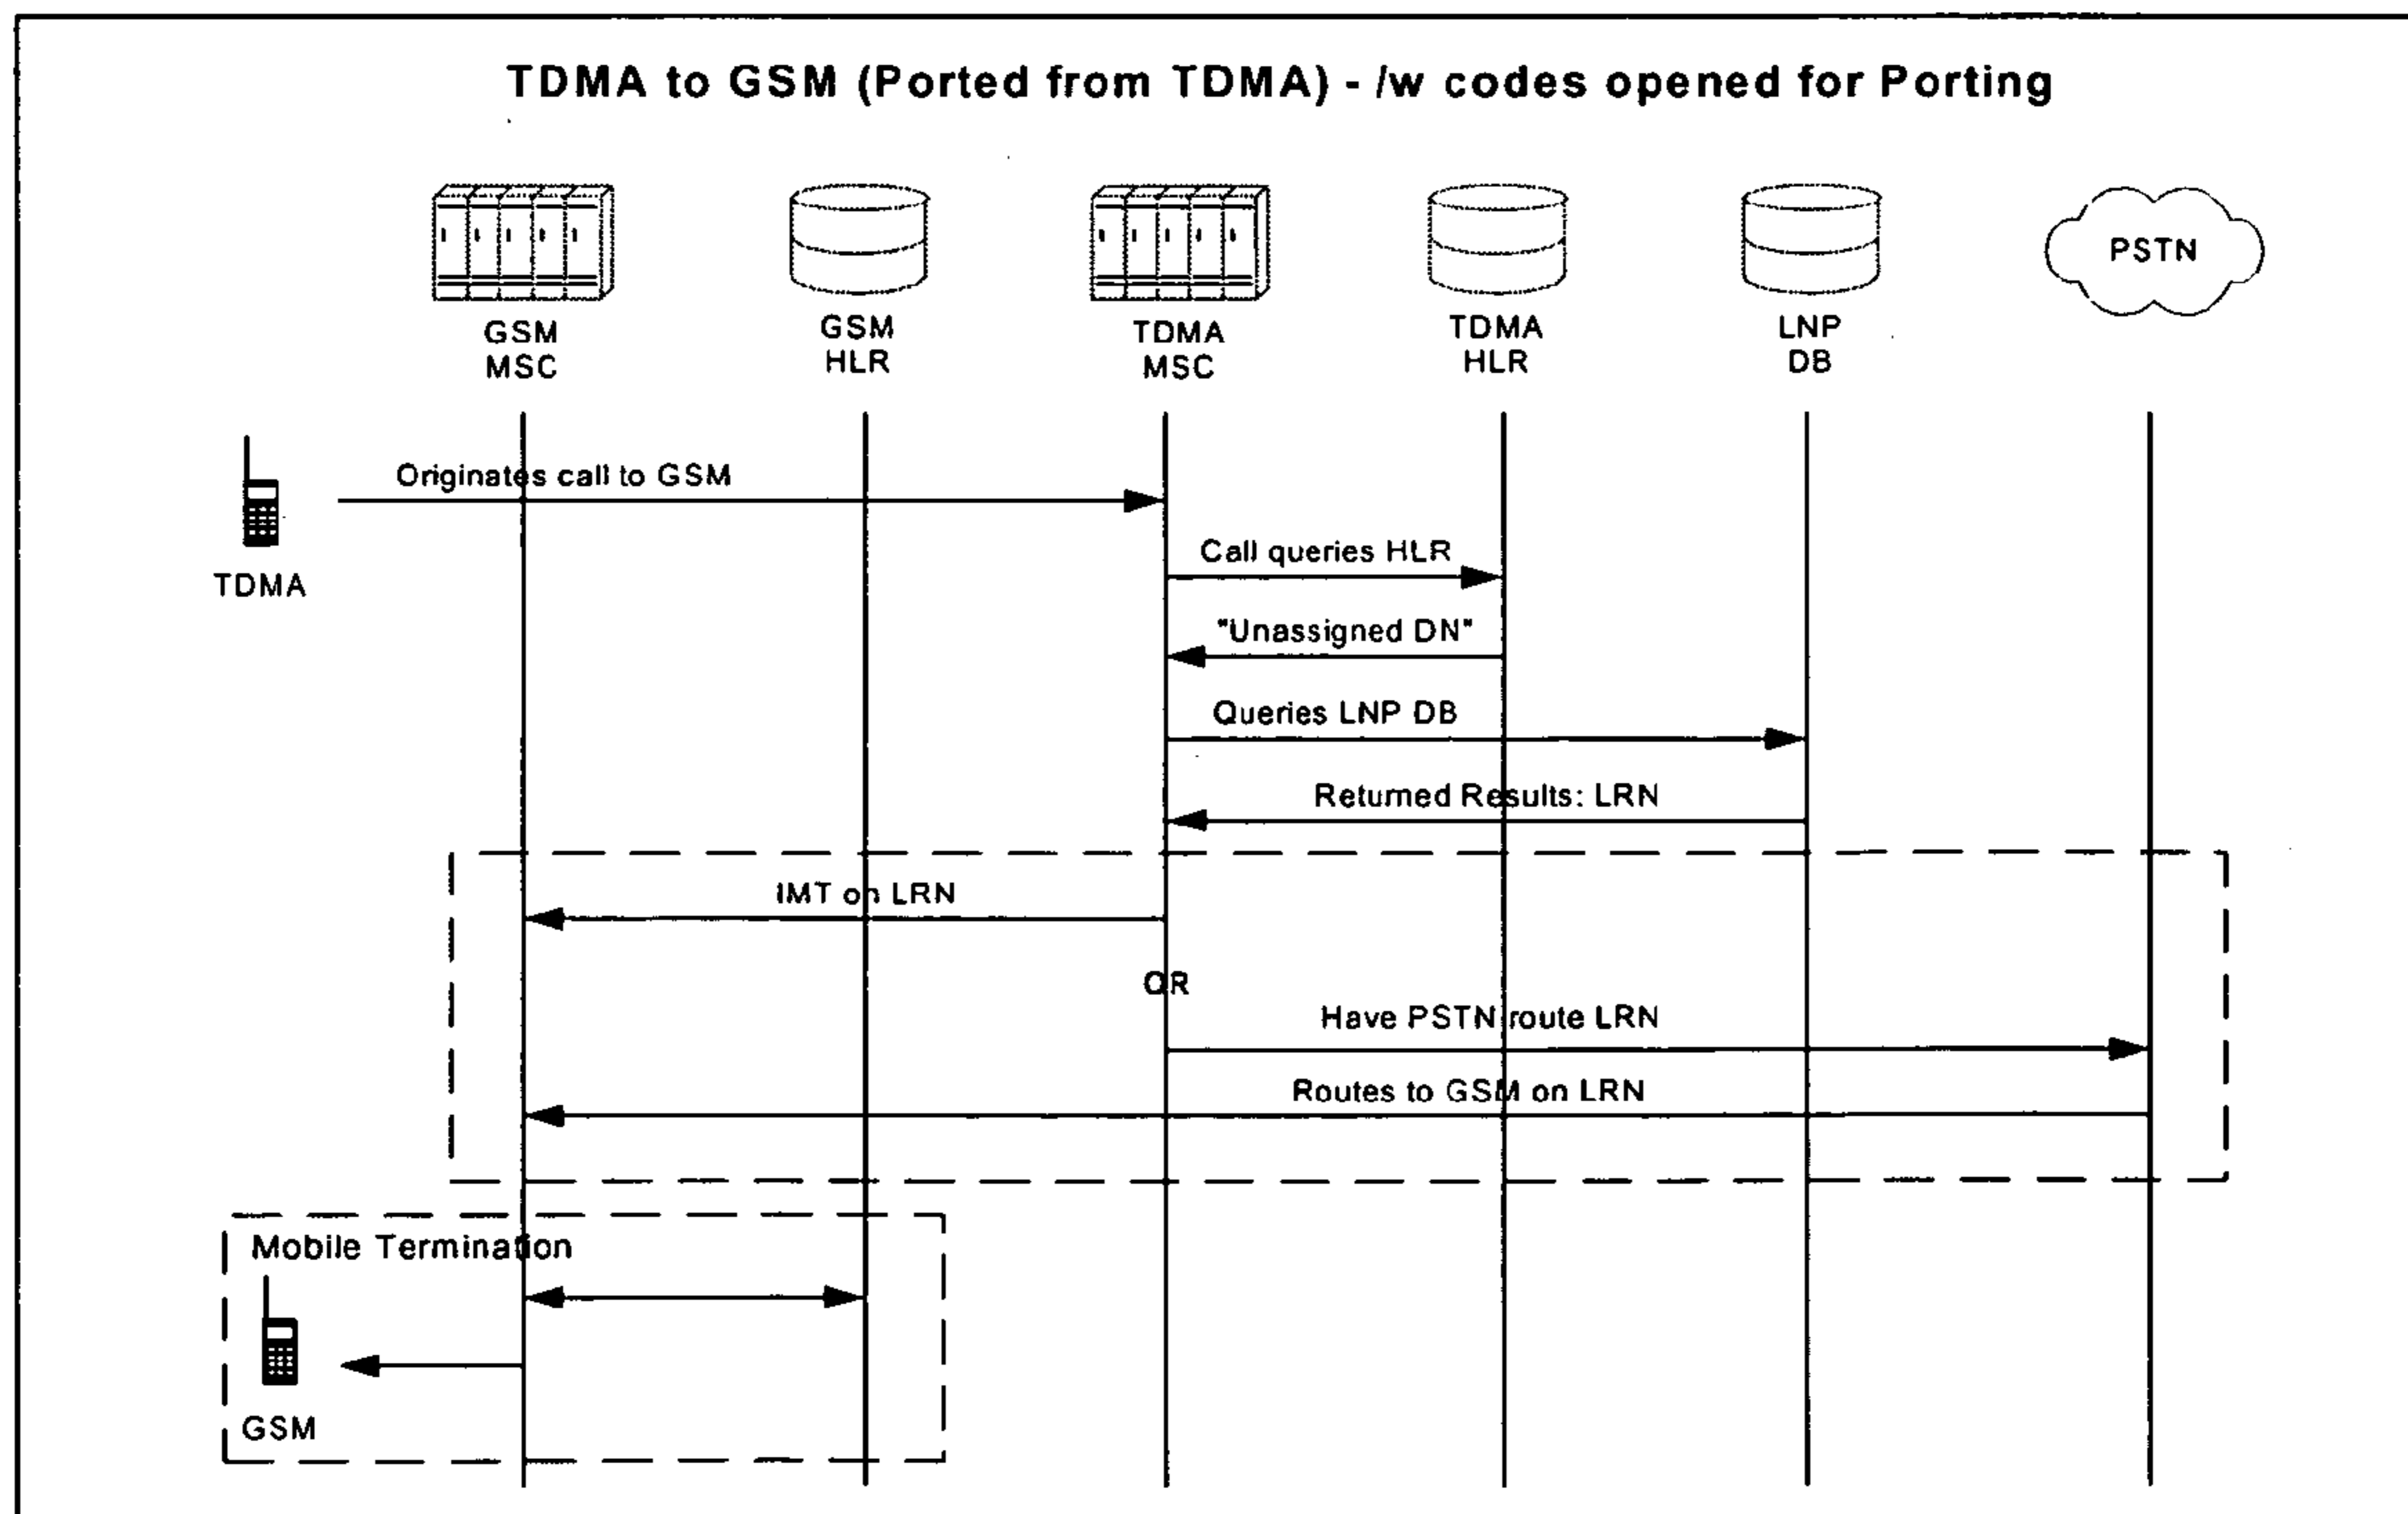 TDMA to GSM (Ported from TDMA) - /w codes opened for Porting
PSTN
GSM
MSC
GSM
HLR
TDMA
MSC
TDMA
HLR
LNP
DB
Originates call to GSM
TDMA
Call queries HLR
"Unassigned DN"
Queries LNP DB
Returned Results: LRN
IMT on LRN
OR
Have PSTN route LRN
Routes to GSM on LRN
Mobile Termination
GSM